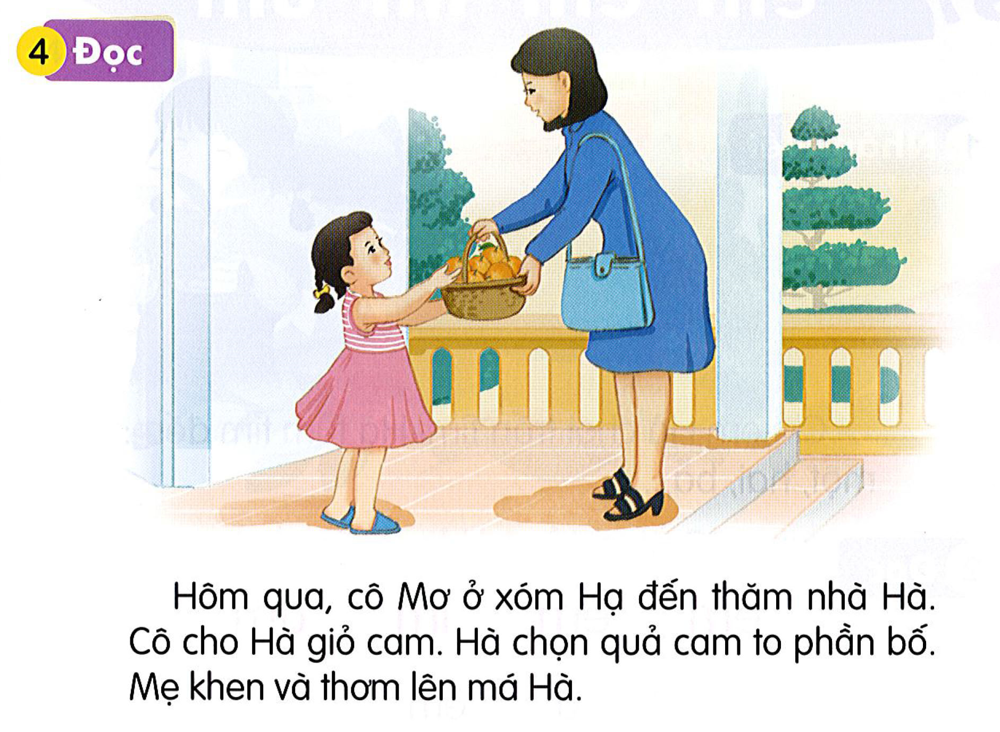 4 Đọc
Hôm qua, cô Mơ ở xóm Hạ đến thăm nhà Hà.
Cô cho Hà giỏ cam. Hà chọn quả cam to phần bố.
Mẹ khen và thơm lên má Hà.